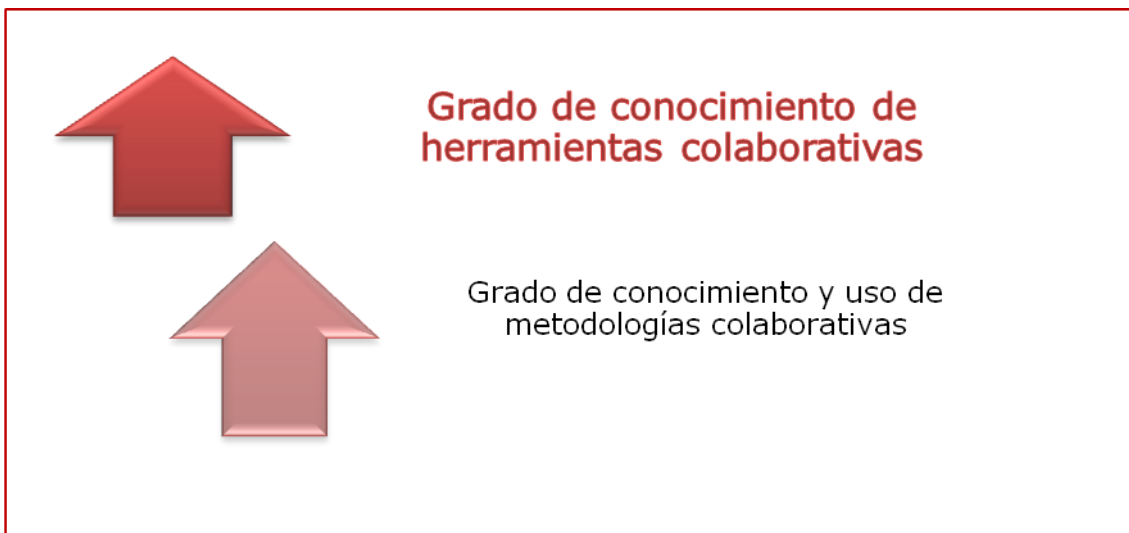 Grado de conocimiento de
herramientas colaborativas
Grado de conocimiento y uso de
metodologías colaborativas